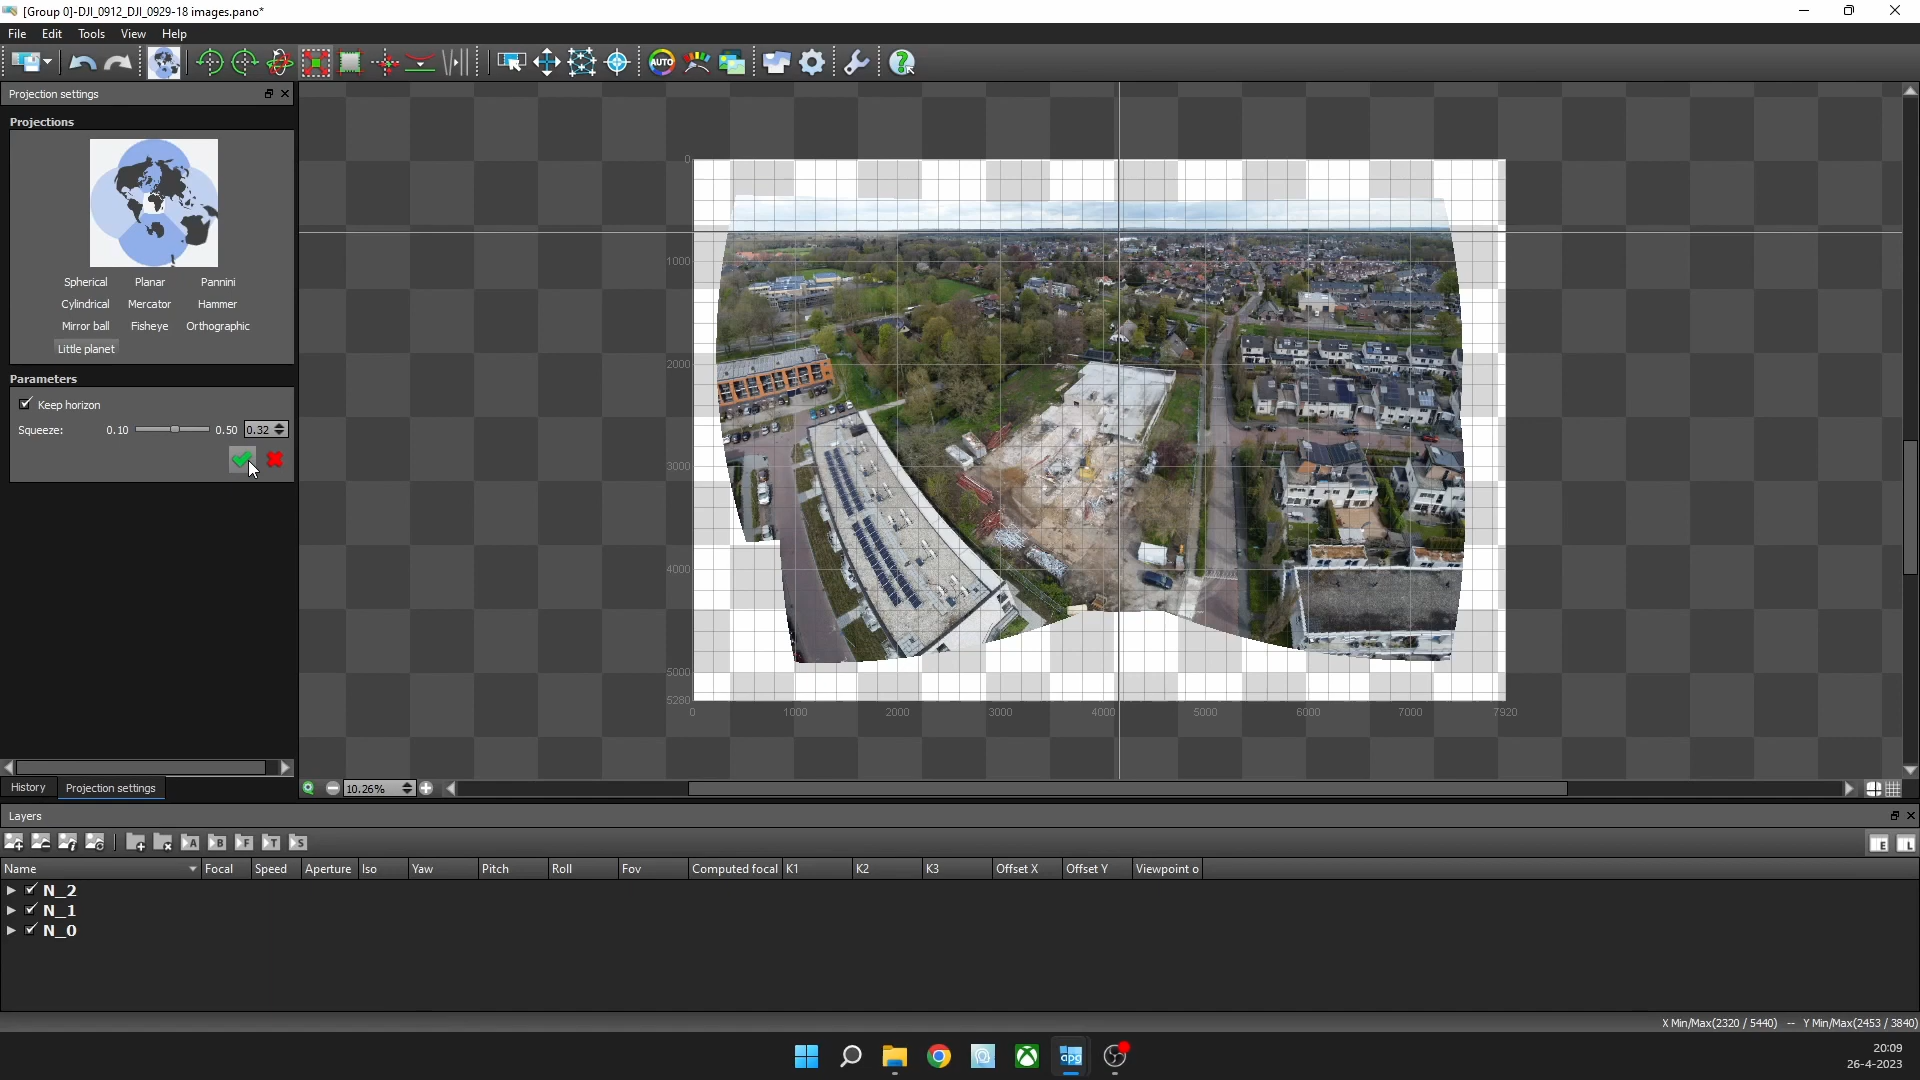 [Group 0]-DJI_0912_DJI_0929-18 images.pano*
File Edit Tools View Help
AUTO
Projection settings
Projections
Spherical Planar Pannini
Cylindrical Mercator Hammer
Mirror ball Fisheye Orthographic
Little planet
Parameters
Keep horizon
Squeeze: 0.10 0.50 0.32
0
1000
2000
3000
4000
5000
5280
0 1000 2000 3000 4000 5000 6000 7000 7920
History Projection settings
10.26%
Layers
A B F T S
E L
Name Focal Speed Aperture Iso Yaw Pitch Roll Fov Computed focal K1 K2 K3 Offset X Offset Y Viewpoint o
N_2
N_1
N_0
X Min/Max(2320 / 5440) -- Y Min/Max(2453 / 3840)
apg
20:09
26-4-2023